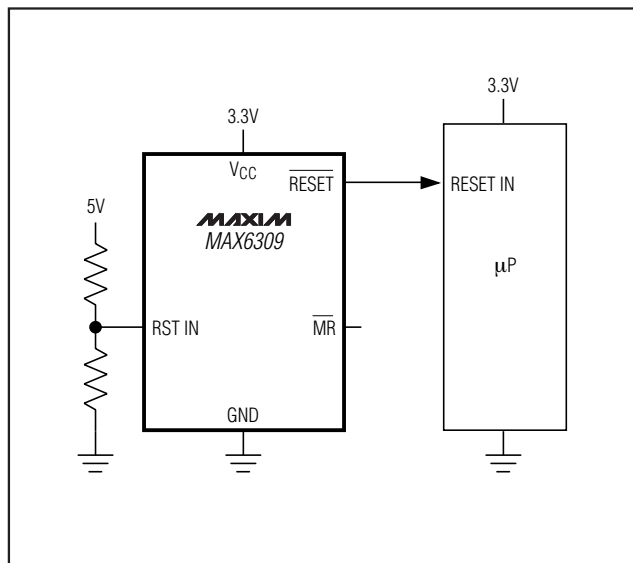 3.3V
3.3V
VCC
RESET
RESET IN
5V
MAXIM
MAX6309
µP
RST IN
MR
GND